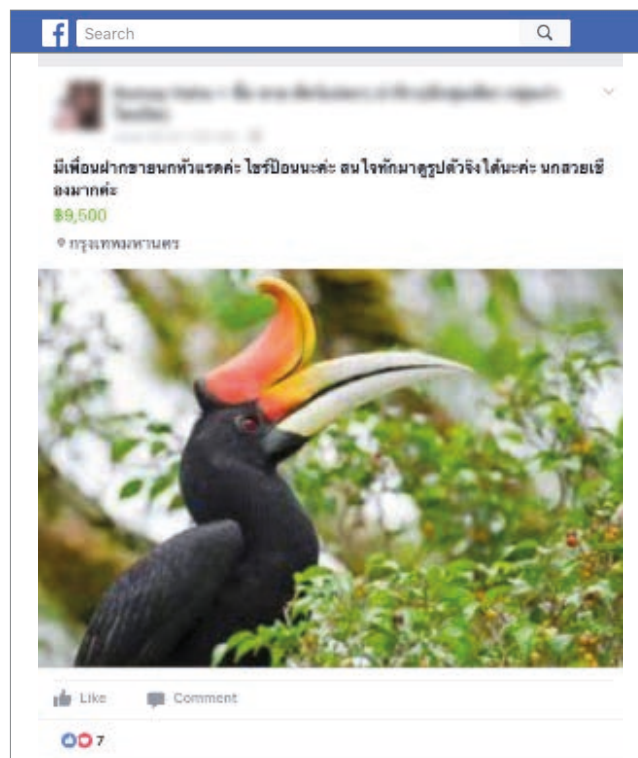 f
Search
มีเพื่อนฝากขายนกหัวแรดค่ะ ไซร์ป้อนนะค่ะ สนใจทักมาดูรูปตัวจิงได้นะค่ะ นกสวยเชื
องมากค่ะ
฿9,500
กรุงเทพมหานคร
Like Comment
7